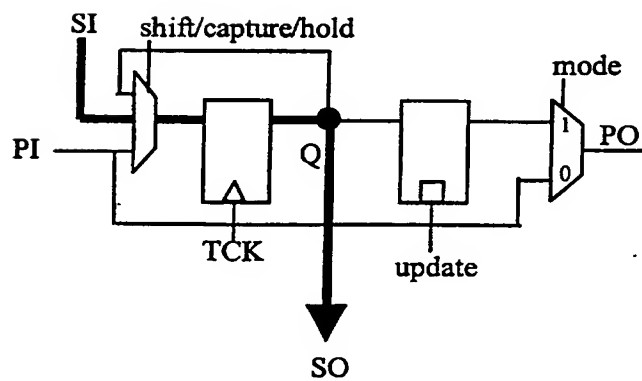 SI
shift/capture/hold
mode
1
PO
PI
Q
0
TCK
update
SO